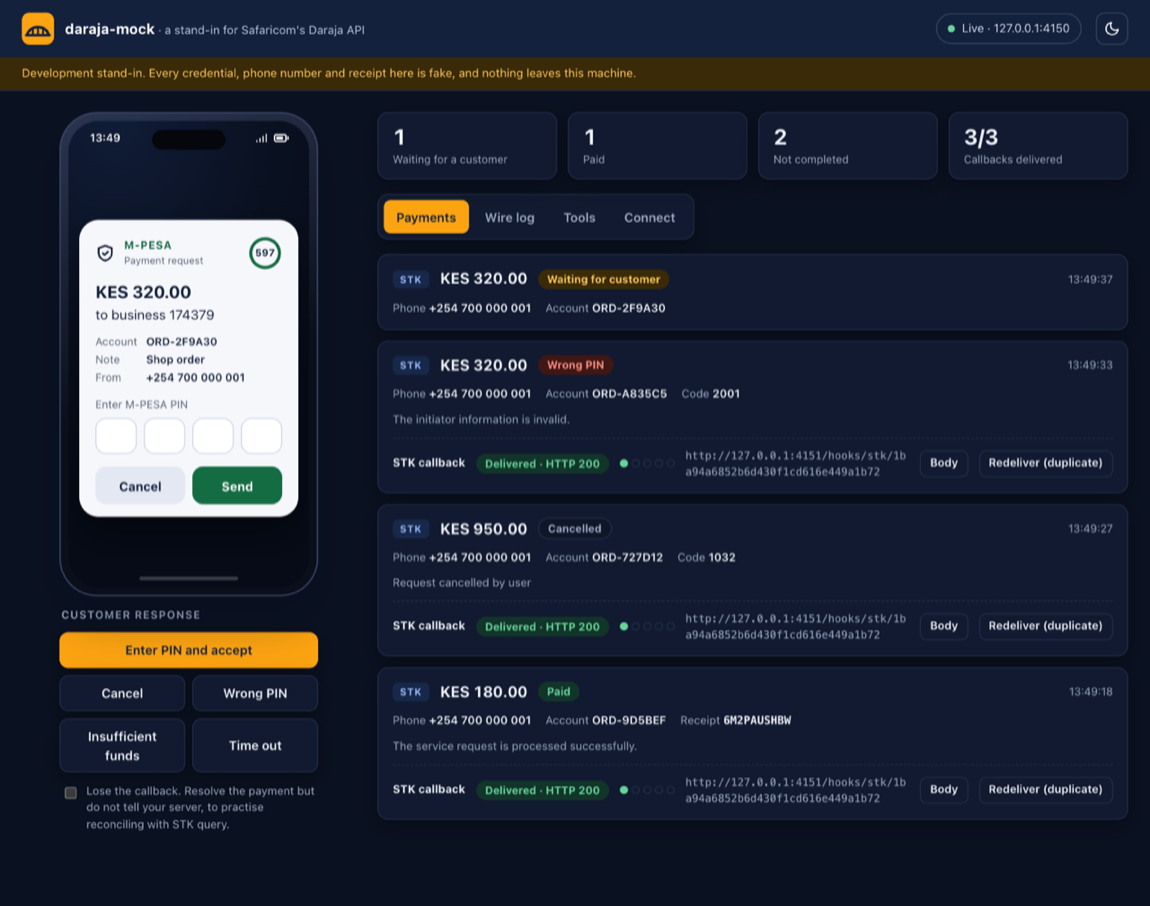 daraja-mock · a stand-in for Safaricom's Daraja API
Live · 127.0.0.1:4150
Development stand-in. Every credential, phone number and receipt here is fake, and nothing leaves this machine.
13:49
M-PESA
Payment request
597
KES 320.00
to business 174379
Account ORD-2F9A30
Note Shop order
From +254 700 000 001
Enter M-PESA PIN
Cancel
Send
CUSTOMER RESPONSE
Enter PIN and accept
Cancel
Wrong PIN
Insufficient
funds
Time out
Lose the callback. Resolve the payment but
do not tell your server, to practise
reconciling with STK query.
1
Waiting for a customer
1
Paid
2
Not completed
3/3
Callbacks delivered
Payments
Wire log
Tools
Connect
STK KES 320.00 Waiting for customer 13:49:37
Phone +254 700 000 001 Account ORD-2F9A30
STK KES 320.00 Wrong PIN 13:49:33
Phone +254 700 000 001 Account ORD-A835C5 Code 2001
The initiator information is invalid.
STK callback Delivered · HTTP 200
http://127.0.0.1:4151/hooks/stk/1b
a94a6852b6d430f1cd616e449a1b72
Body
Redeliver (duplicate)
STK KES 950.00 Cancelled 13:49:27
Phone +254 700 000 001 Account ORD-727D12 Code 1032
Request cancelled by user
STK callback Delivered · HTTP 200
http://127.0.0.1:4151/hooks/stk/1b
a94a6852b6d430f1cd616e449a1b72
Body
Redeliver (duplicate)
STK KES 180.00 Paid 13:49:18
Phone +254 700 000 001 Account ORD-9D5BEF Receipt 6M2PAUSHBW
The service request is processed successfully.
STK callback Delivered · HTTP 200
http://127.0.0.1:4151/hooks/stk/1b
a94a6852b6d430f1cd616e449a1b72
Body
Redeliver (duplicate)